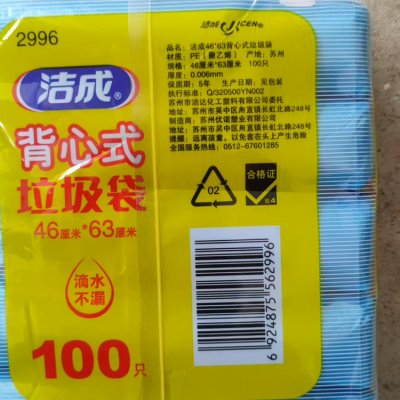 2996
洁成
背心式
垃圾袋
46厘米*63厘米
滴水
不漏
100只
洁成 JCEN®
品名：洁成46*63背心式垃圾袋
材质：PE（聚乙烯） 产地：苏州
规格：46厘米*63厘米 100只
厚度：0.006mm
保质期：5年 生产日期：见包装
执行标准：Q/320500YN002
苏州市洁达化工塑料有限公司委托
地址：苏州市吴中区甪直镇长虹北路248号
制造商：苏州优诺塑业有限公司
地址：苏州市吴中区甪直镇长虹北路248号
提醒：远离孩童，以免套在头上产生危险
全国服务热线：0512-67601285
02
合格证
检4
6924875562996